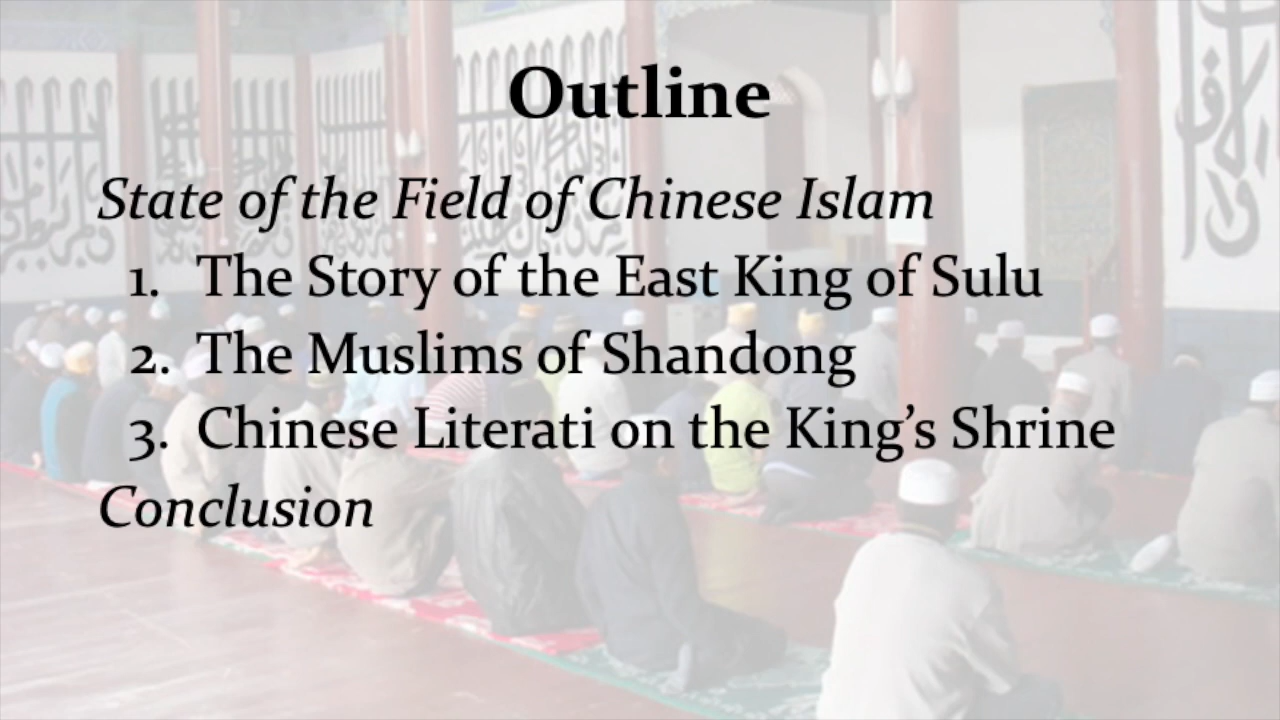 Outline
State of the Field of Chinese Islam
1. The Story of the East King of Sulu
2. The Muslims of Shandong
3. Chinese Literati on the King’s Shrine
Conclusion